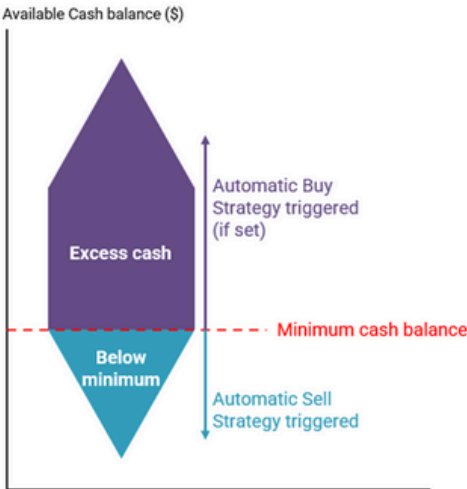 Available Cash balance ($)
Automatic Buy
Strategy triggered
(if set)
Excess cash
Minimum cash balance
Below
minimum
Automatic Sell
Strategy triggered